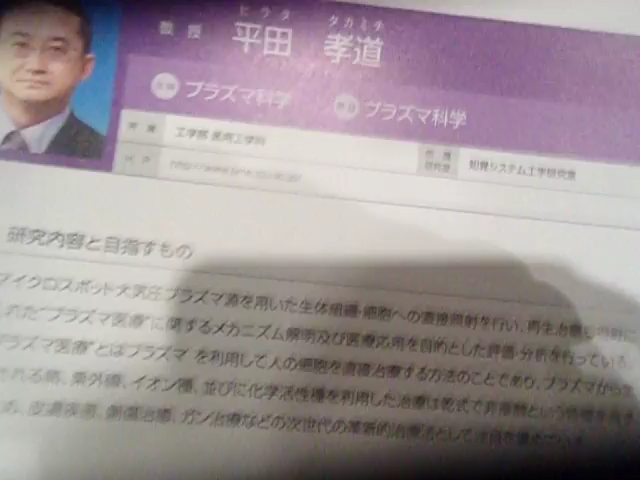 ヒラタ タカミチ
教授 平田 孝道
プラズマ科学 プラズマ科学
工学部 医用工学科
知覚システム工学研究室
研究内容と目指すもの
マイクロスポット大気圧プラズマ源を用いた生体組織・細胞への直接照射を行い、再生治療
れた“プラズマ医療”に関するメカニズム解明及び医療応用を目的とした評価・分析を行っている。
プラズマ医療”とはプラズマ を利用して人の細胞を直接治療する方法のことであり、プラズマから
される熱、紫外線、イオン種、並びに化学活性種を利用した治療は乾式で非接触という特徴を
め、皮膚疾患、創傷治療、ガン治療などの次世代の革新的治療法として